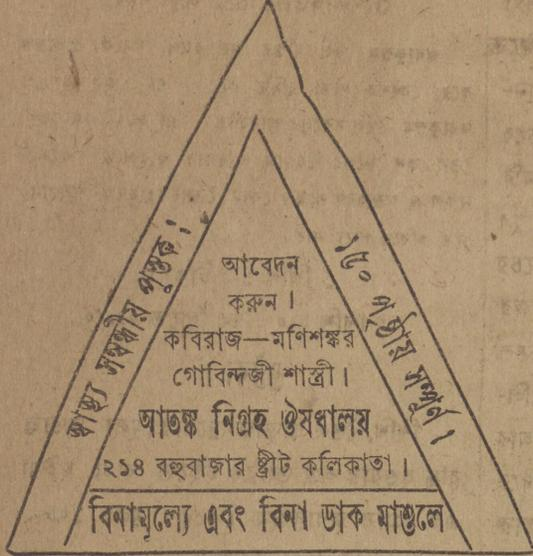 স্বাস্থ্য সম্বন্ধীয় পুস্তক !
১৫০ পৃষ্ঠায় সম্পূর্ন।
আবেদন
করুন।
কবিরাজ—মণিশঙ্কর
গোবিন্দজী শাস্ত্রী।
আতঙ্ক নিগ্রহ ঔষধালয়
২১৪ বহুবাজার ষ্ট্রীট কলিকাতা।
বিনামূল্যে এবং বিনা ডাক মাশুলে